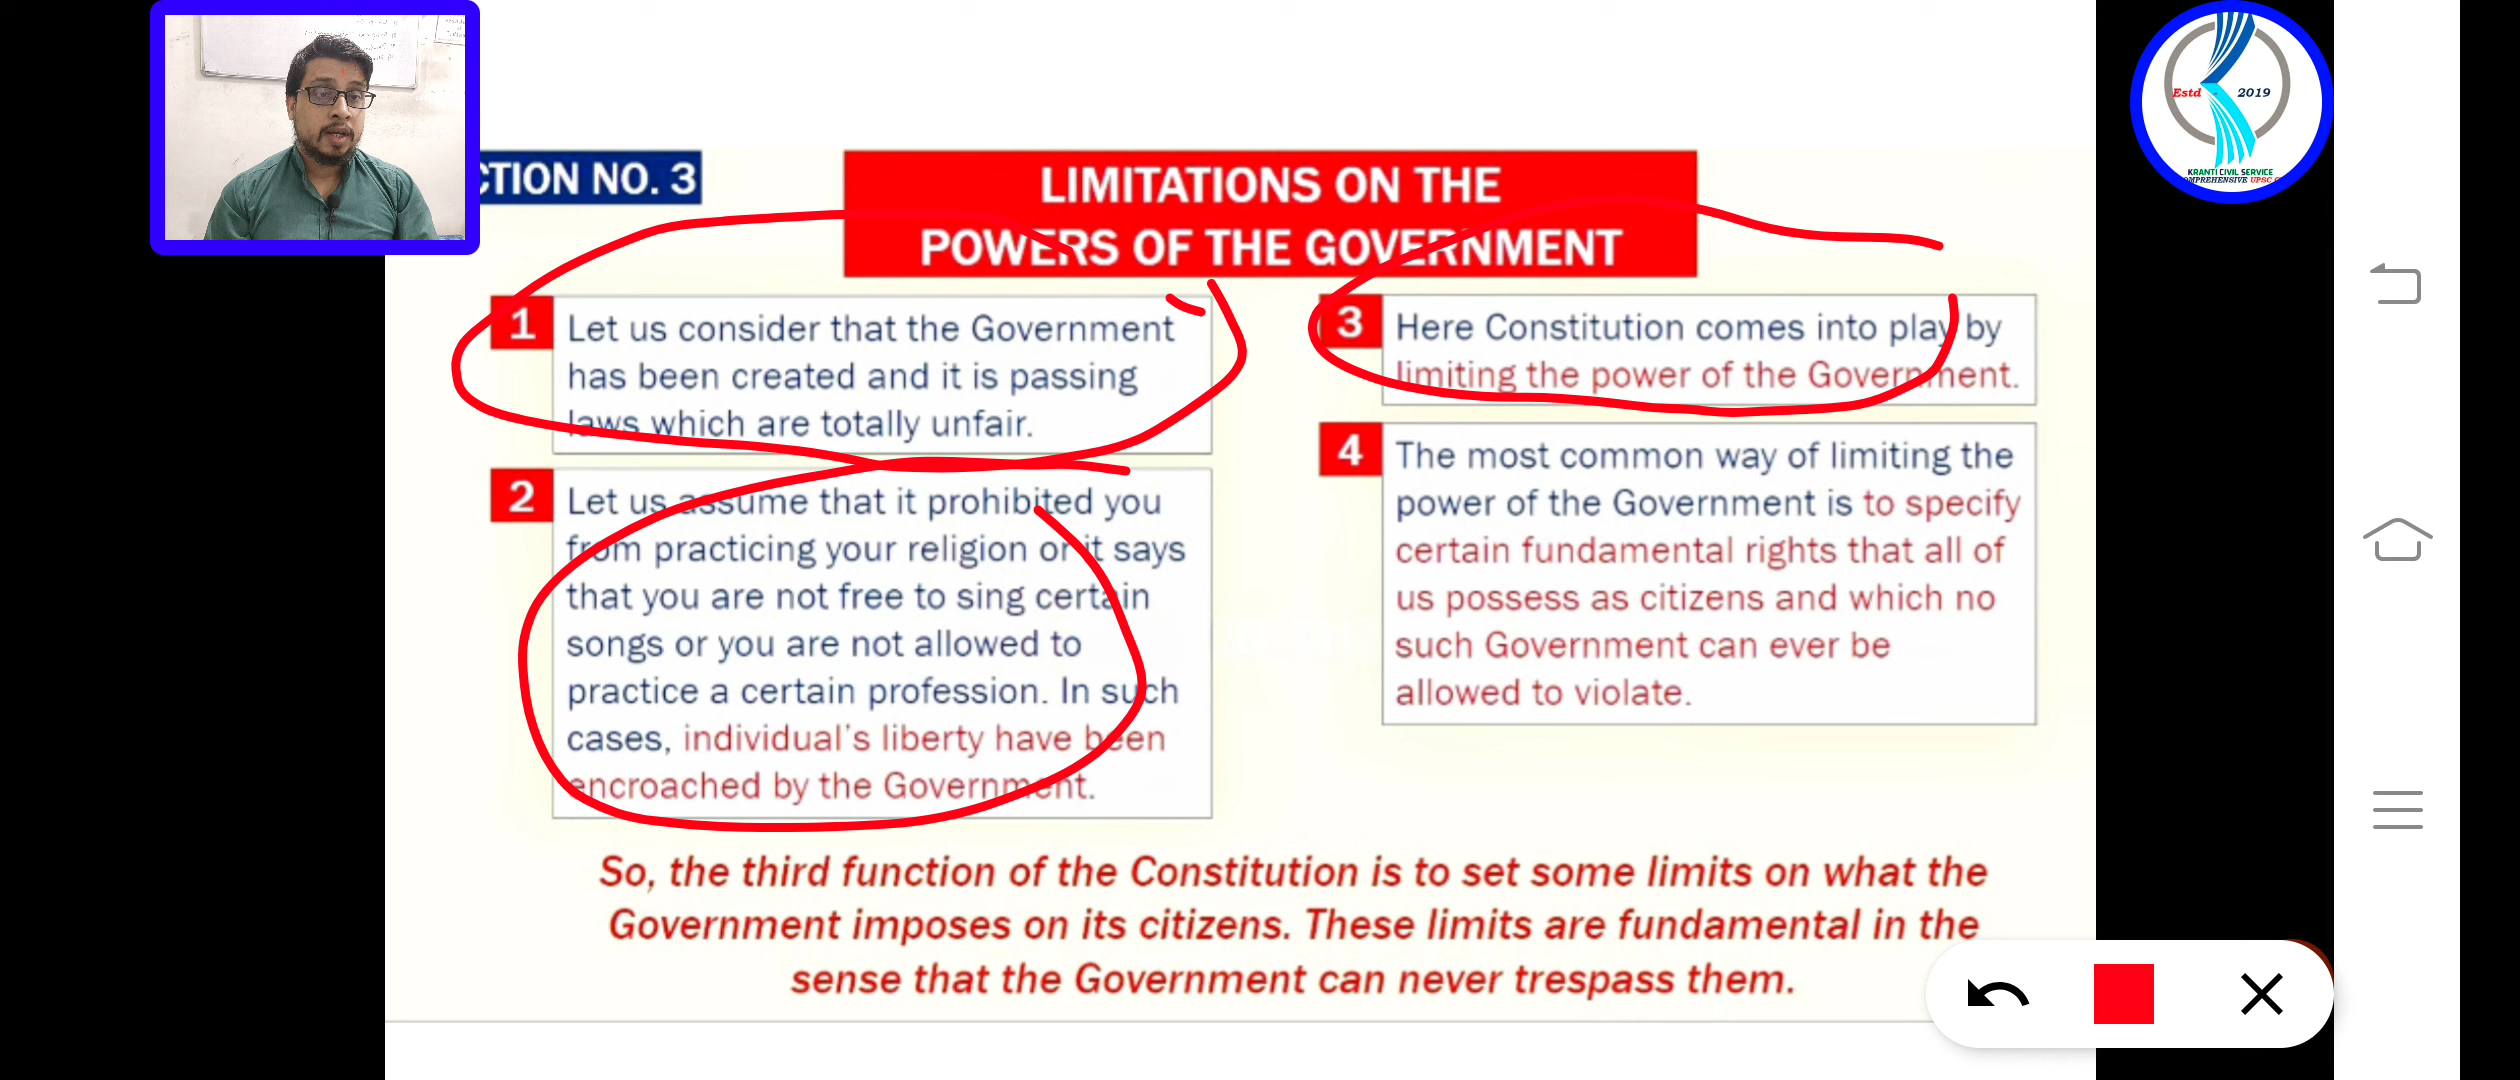 CTION NO. 3
LIMITATIONS ON THE
POWERS OF THE GOVERNMENT
1
Let us consider that the Government
has been created and it is passing
laws which are totally unfair.
2
Let us assume that it prohibited you
from practicing your religion or it says
that you are not free to sing certain
songs or you are not allowed to
practice a certain profession. In such
cases, individual's liberty have been
encroached by the Government.
3
Here Constitution comes into play by
limiting the power of the Government.
4
The most common way of limiting the
power of the Government is to specify
certain fundamental rights that all of
us possess as citizens and which no
such Government can ever be
allowed to violate.
So, the third function of the Constitution is to set some limits on what the
Government imposes on its citizens. These limits are fundamental in the
sense that the Government can never trespass them.
Estd - 2019
KRANTI CIVIL SERVICE
OMPREHENSIVE UPSC C